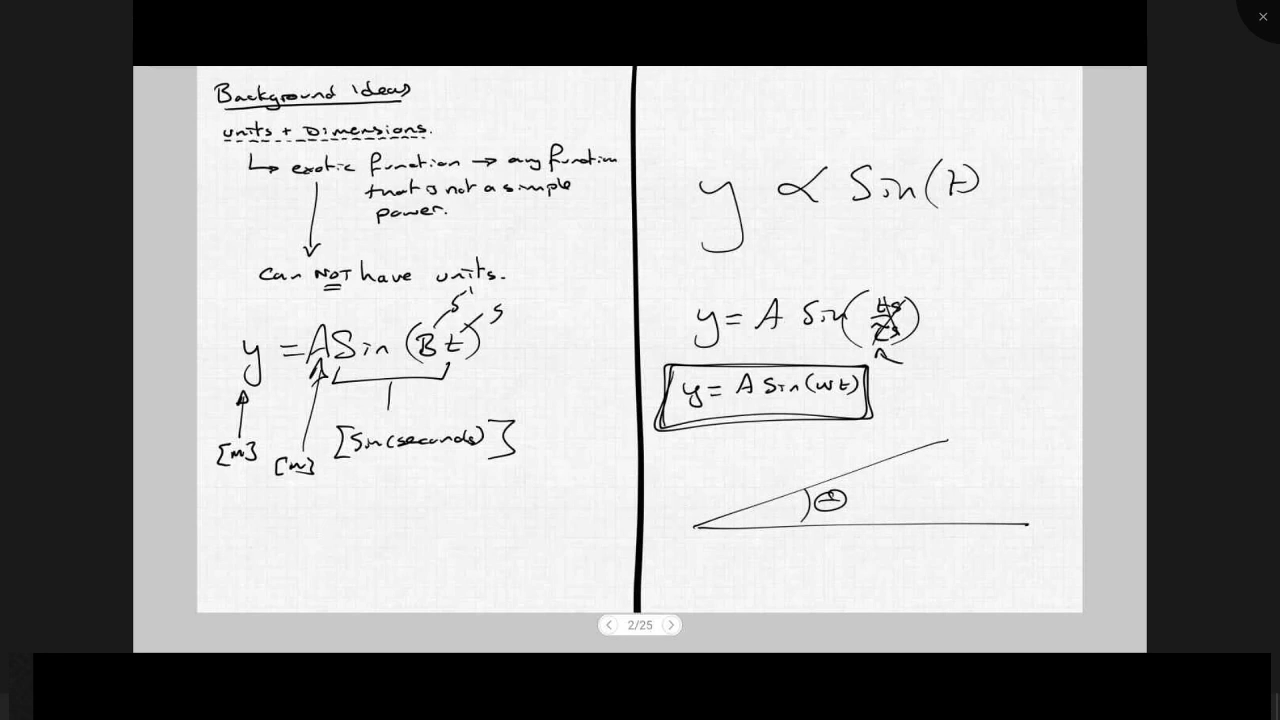 Background Ideas
units + Dimensions.
↳ exotic function → any function
that is not a simple
power.
can NOT have units.
s⁻¹ s
y = A Sin (B t)
[m]
[m]
[Sin(seconds)]
y ∝ Sin(t)
y = A Sin(
y = A Sin(ωt)
θ
2/25